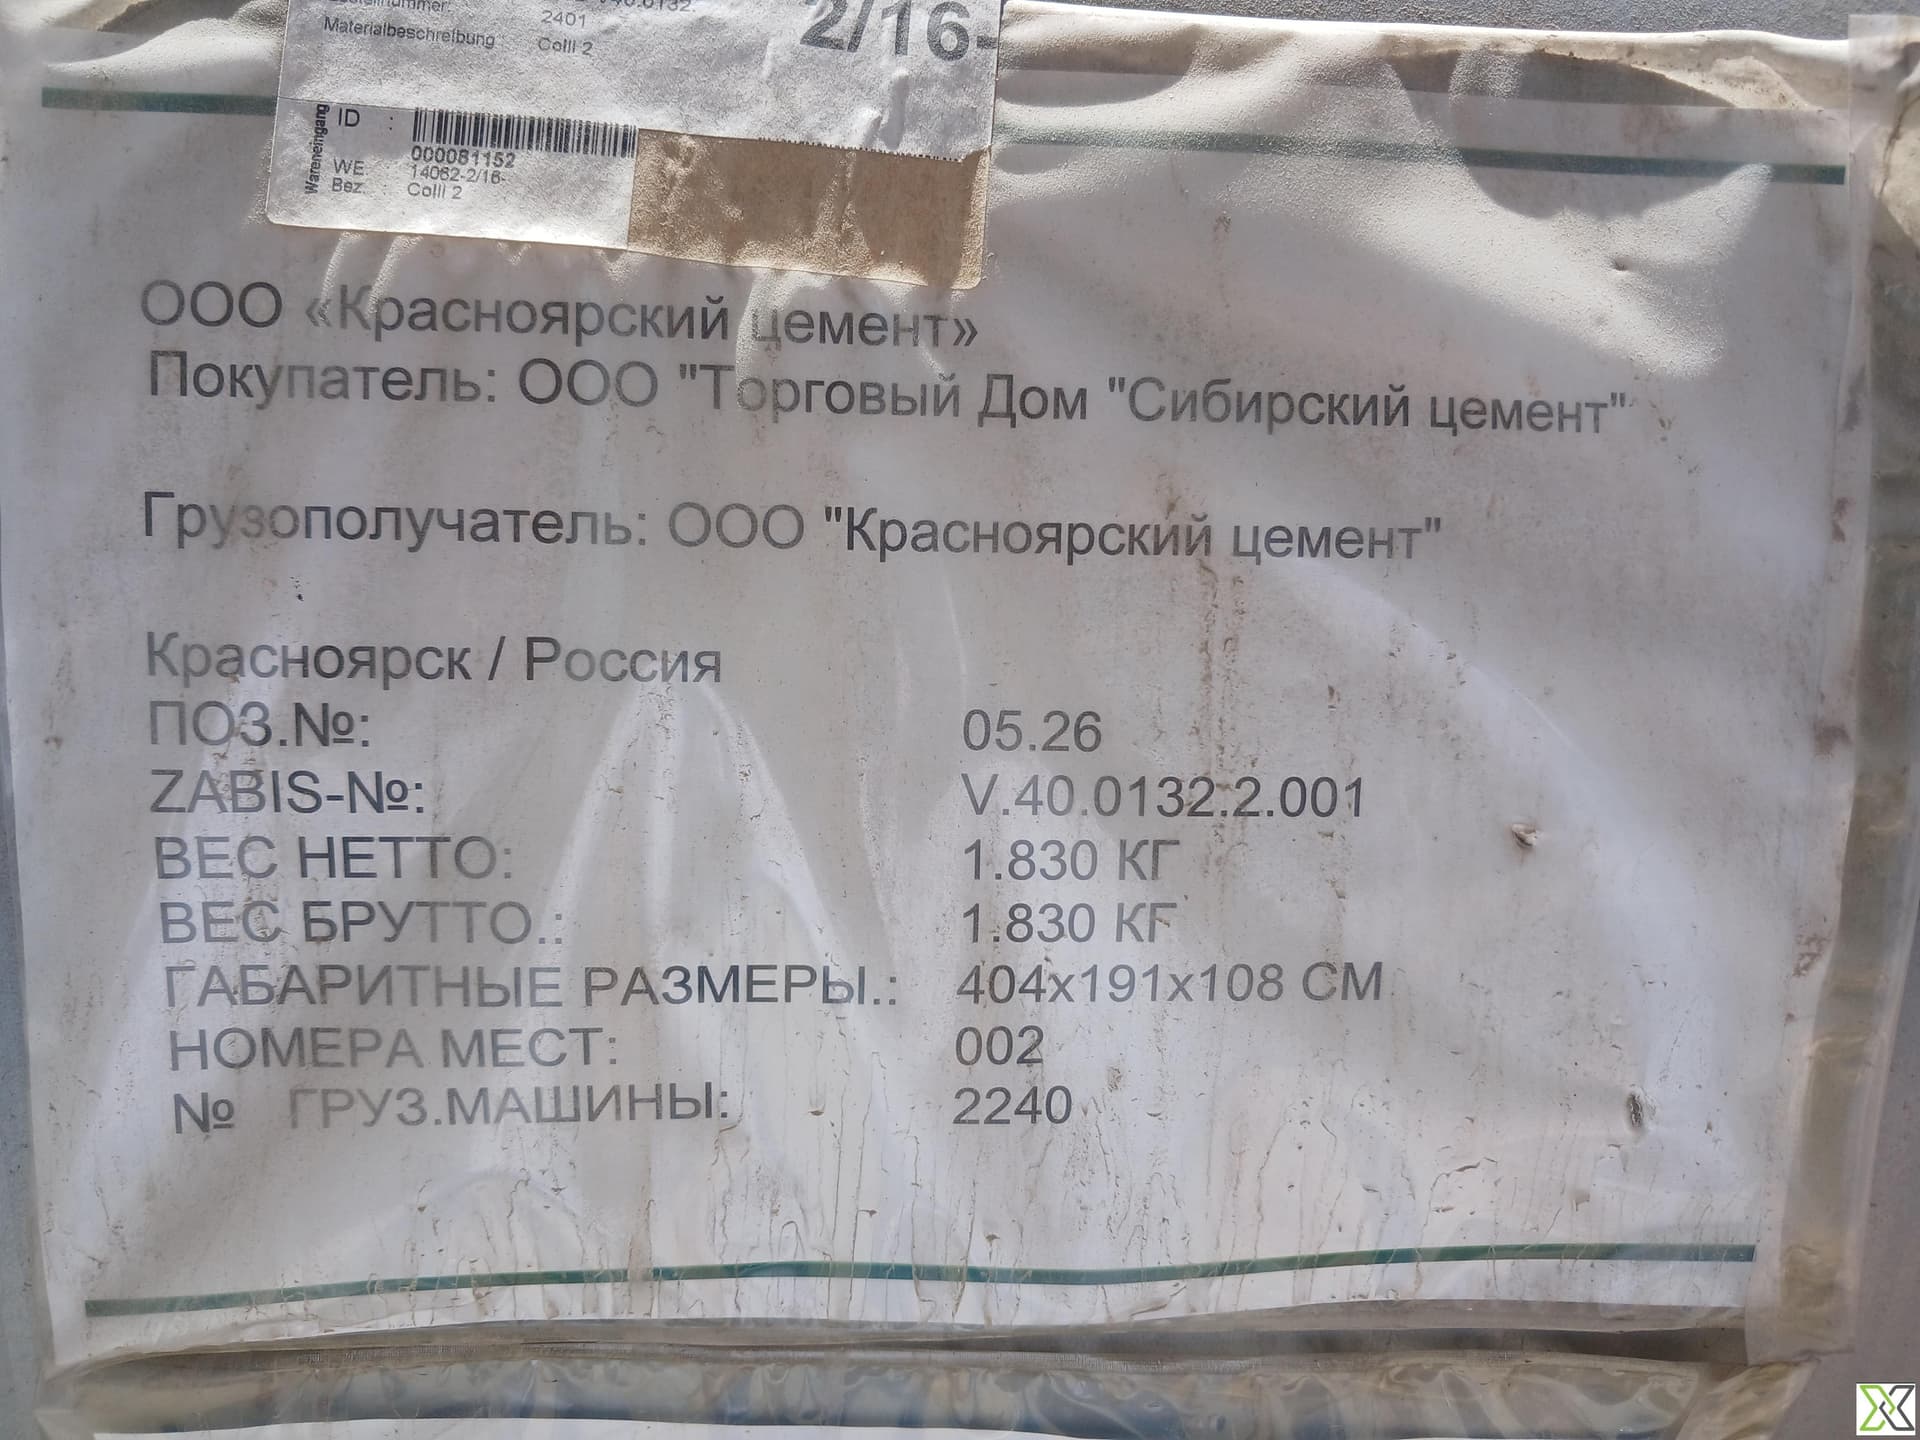 2401
2/16-
Materialbeschreibung Colli 2
Wareneingang
ID :
000081152
WE 14062-2/16-
Bez. : Colli 2
ООО «Красноярский цемент»
Покупатель: ООО "Торговый Дом "Сибирский цемент"
Грузополучатель: ООО "Красноярский цемент"
Красноярск / Россия
ПОЗ.№: 05.26
ZABIS-№: V.40.0132.2.001
ВЕС НЕТТО: 1.830 КГ
ВЕС БРУТТО.: 1.830 КГ
ГАБАРИТНЫЕ РАЗМЕРЫ.: 404х191х108 СМ
НОМЕРА МЕСТ: 002
№ ГРУЗ.МАШИНЫ: 2240